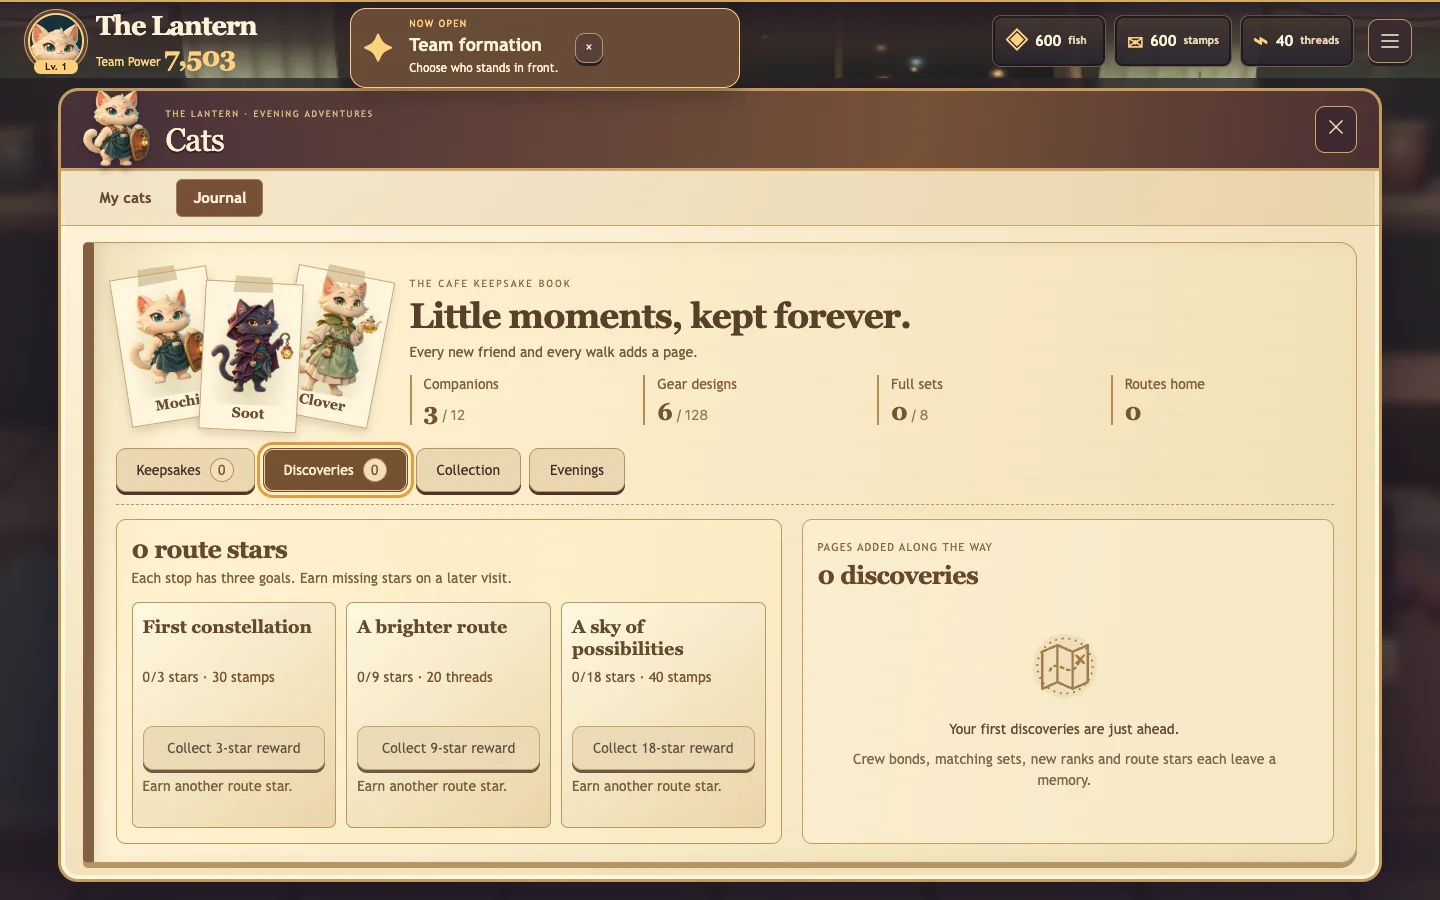 The Lantern
Team Power 7,503
Lv. 1
NOW OPEN
Team formation
Choose who stands in front.
×
600 fish
600 stamps
40 threads
THE LANTERN · EVENING ADVENTURES
Cats
My cats
Journal
Mochi
Soot
Clover
THE CAFE KEEPSAKE BOOK
Little moments, kept forever.
Every new friend and every walk adds a page.
Companions
3 / 12
Gear designs
6 / 128
Full sets
0 / 8
Routes home
0
Keepsakes 0
Discoveries 0
Collection
Evenings
0 route stars
Each stop has three goals. Earn missing stars on a later visit.
First constellation
0/3 stars · 30 stamps
Collect 3-star reward
Earn another route star.
A brighter route
0/9 stars · 20 threads
Collect 9-star reward
Earn another route star.
A sky of
possibilities
0/18 stars · 40 stamps
Collect 18-star reward
Earn another route star.
PAGES ADDED ALONG THE WAY
0 discoveries
Your first discoveries are just ahead.
Crew bonds, matching sets, new ranks and route stars each leave a
memory.